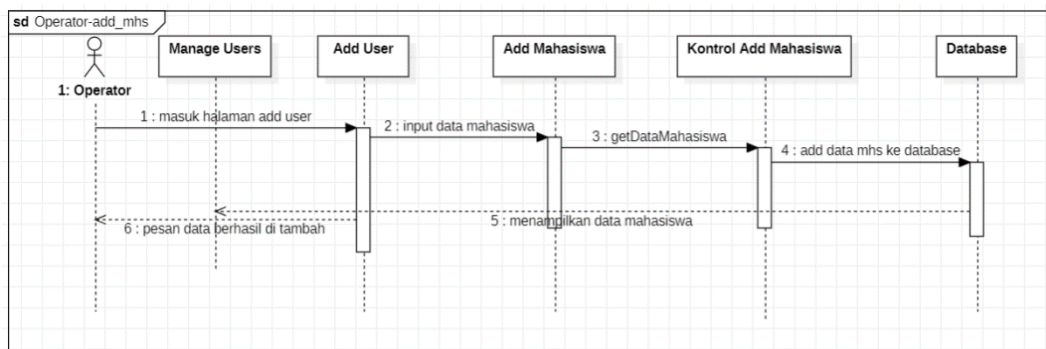 sd Operator-add_mhs
Manage Users
Add User
Add Mahasiswa
Kontrol Add Mahasiswa
Database
1: Operator
1 : masuk halaman add user
2 : input data mahasiswa
3 : getDataMahasiswa
4 : add data mhs ke database
5 : menampilkan data mahasiswa
6 : pesan data berhasil di tambah